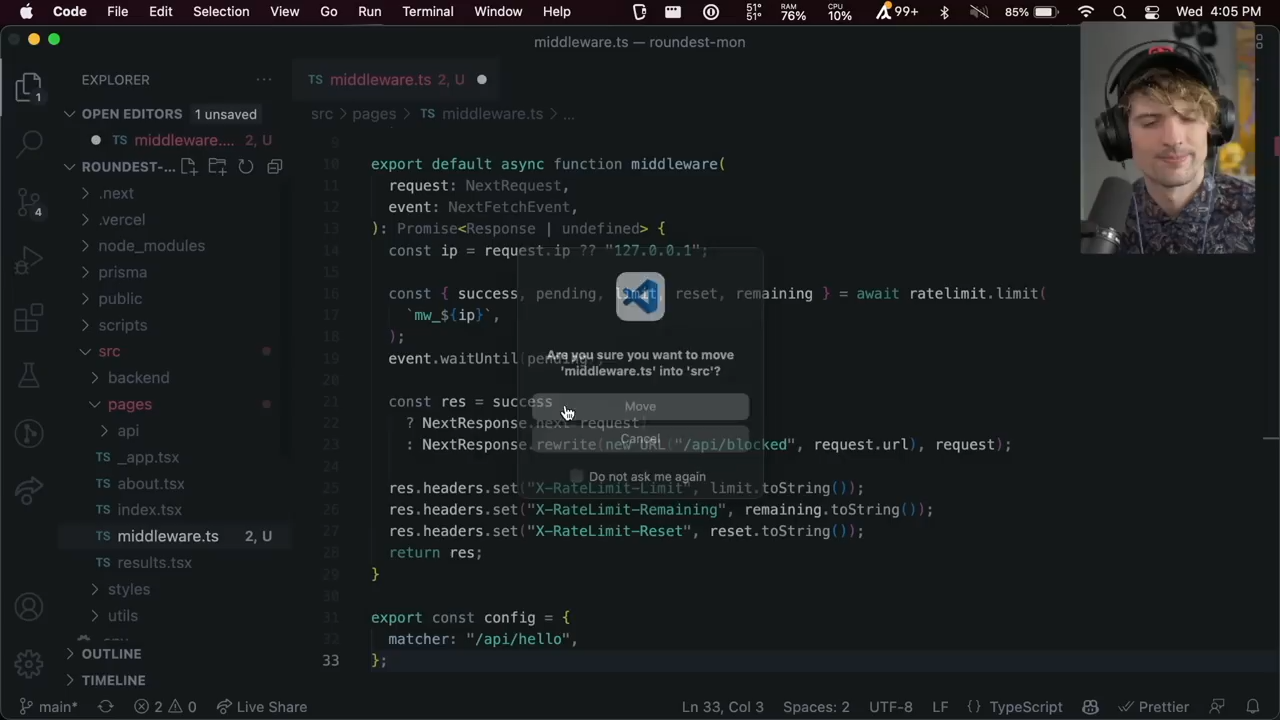 Code File Edit Selection View Go Run Terminal Window Help 51° 51° RAM 76% CPU 10% 99+ 85% Wed 4:05 PM
middleware.ts — roundest-mon
EXPLORER ···
TS middleware.ts 2, U
OPEN EDITORS 1 unsaved
TS middleware.... 2, U
ROUNDEST-...
.next
.vercel
node_modules
prisma
public
scripts
src
backend
pages
api
TS _app.tsx
TS about.tsx
TS index.tsx
TS middleware.ts 2, U
TS results.tsx
styles
utils
OUTLINE
TIMELINE
1
4
src > pages > TS middleware.ts > ...
9
10 export default async function middleware(
11 request: NextRequest,
12 event: NextFetchEvent,
13 ): Promise<Response | undefined> {
14 const ip = request.ip ?? "127.0.0.1";
15
16 const { success, pending, limit, reset, remaining } = await ratelimit.limit(
17 `mw_${ip}`,
18 );
19 event.waitUntil(pending);
20
21 const res = success
22 ? NextResponse.next(request)
23 : NextResponse.rewrite(new URL("/api/blocked", request.url), request);
24
25 res.headers.set("X-RateLimit-Limit", limit.toString());
26 res.headers.set("X-RateLimit-Remaining", remaining.toString());
27 res.headers.set("X-RateLimit-Reset", reset.toString());
28 return res;
29 }
30
31 export const config = {
32 matcher: "/api/hello",
33 };
Are you sure you want to move
'middleware.ts' into 'src'?
Move
Cancel
Do not ask me again
main* 2 0 Live Share Ln 33, Col 3 Spaces: 2 UTF-8 LF {} TypeScript Prettier